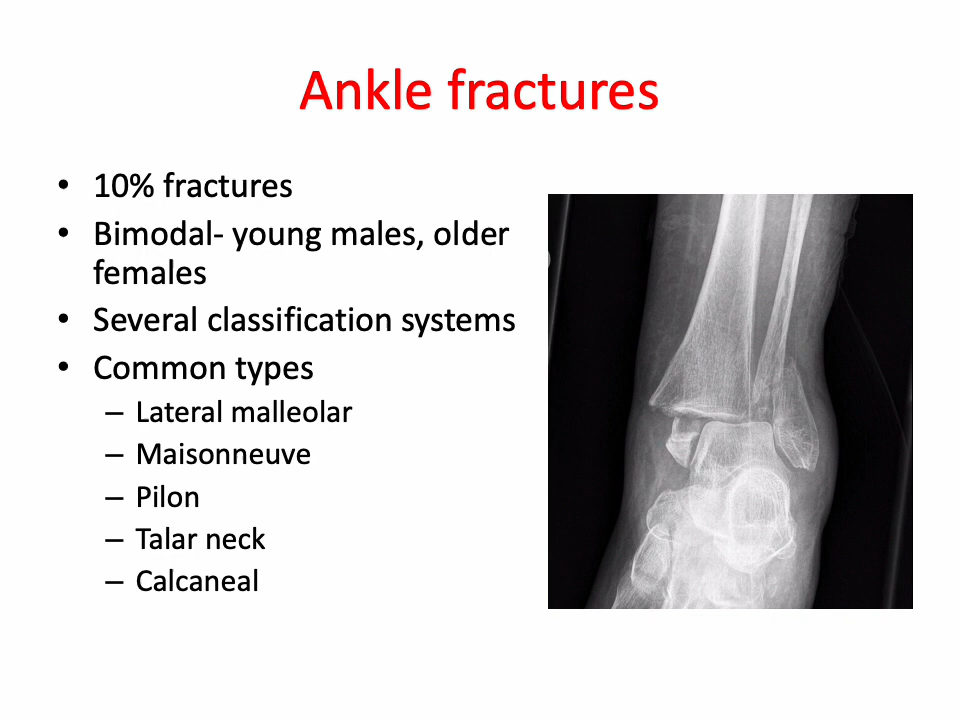 Ankle fractures
• 10% fractures
• Bimodal- young males, older
females
• Several classification systems
• Common types
– Lateral malleolar
– Maisonneuve
– Pilon
– Talar neck
– Calcaneal